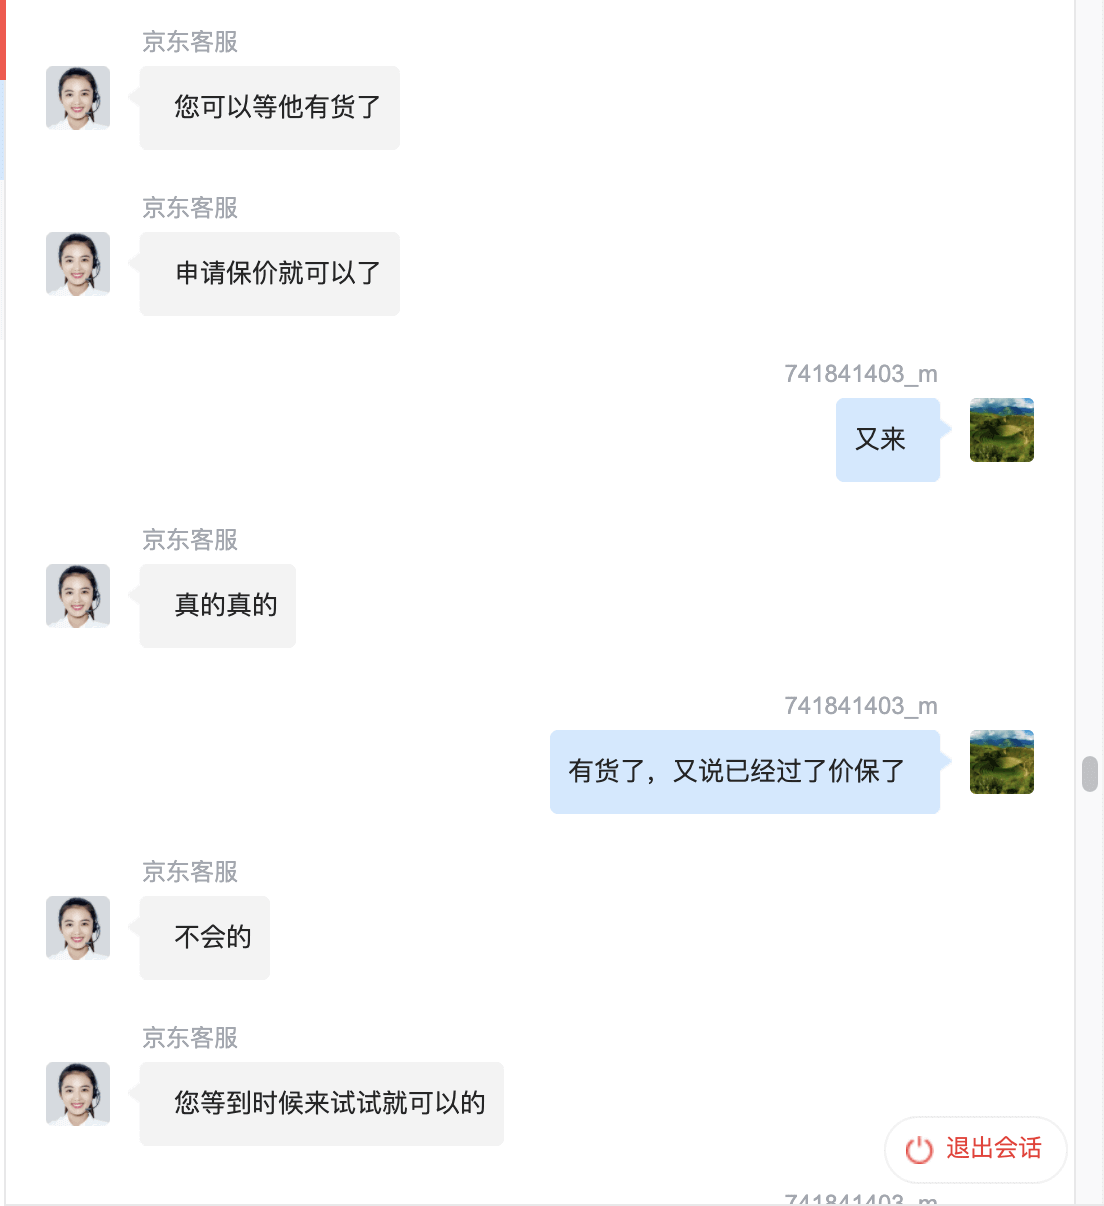 京东客服
您可以等他有货了
京东客服
申请保价就可以了
741841403_m
又来
京东客服
真的真的
741841403_m
有货了，又说已经过了价保了
京东客服
不会的
京东客服
您等到时候来试试就可以的
退出会话
741841403_m